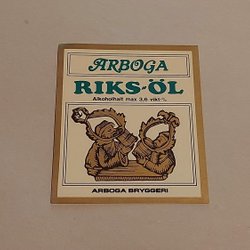 ARBOGA
RIKS-ÖL
Alkoholhalt max 3,6 vikt-%
ARBOGA BRYGGERI